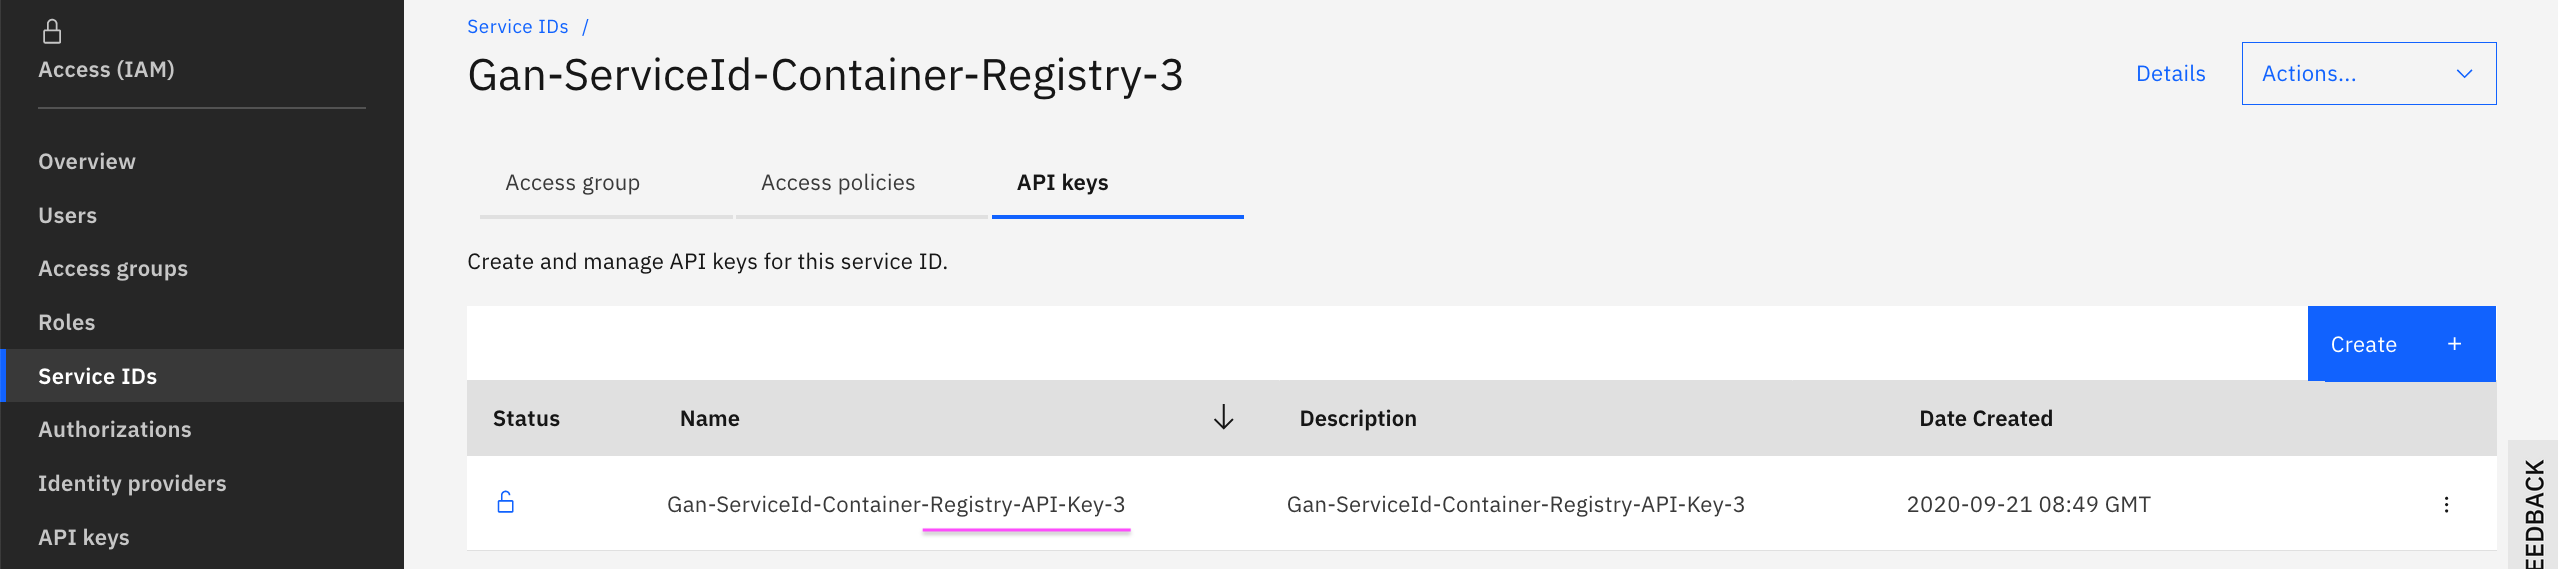 Access (IAM)
Overview
Users
Access groups
Roles
Service IDs
Authorizations
Identity providers
API keys
Service IDs /
Gan-ServiceId-Container-Registry-3
Details
Actions...
Access group
Access policies
API keys
Create and manage API keys for this service ID.
Create +
Status Name Description Date Created
Gan-ServiceId-Container-Registry-API-Key-3 Gan-ServiceId-Container-Registry-API-Key-3 2020-09-21 08:49 GMT
EEDBACK